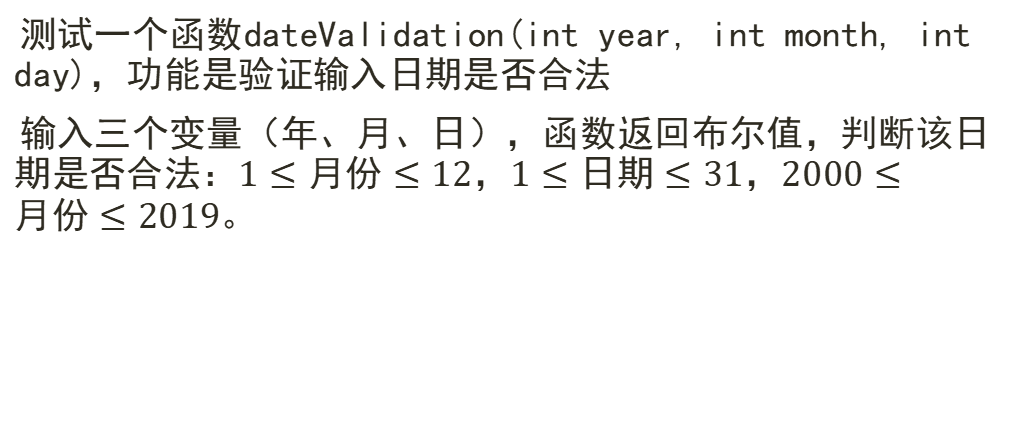 测试一个函数dateValidation(int year, int month, int
day)，功能是验证输入日期是否合法
输入三个变量（年、月、日），函数返回布尔值，判断该日
期是否合法：1 ≤ 月份 ≤ 12，1 ≤ 日期 ≤ 31，2000 ≤
月份 ≤ 2019。